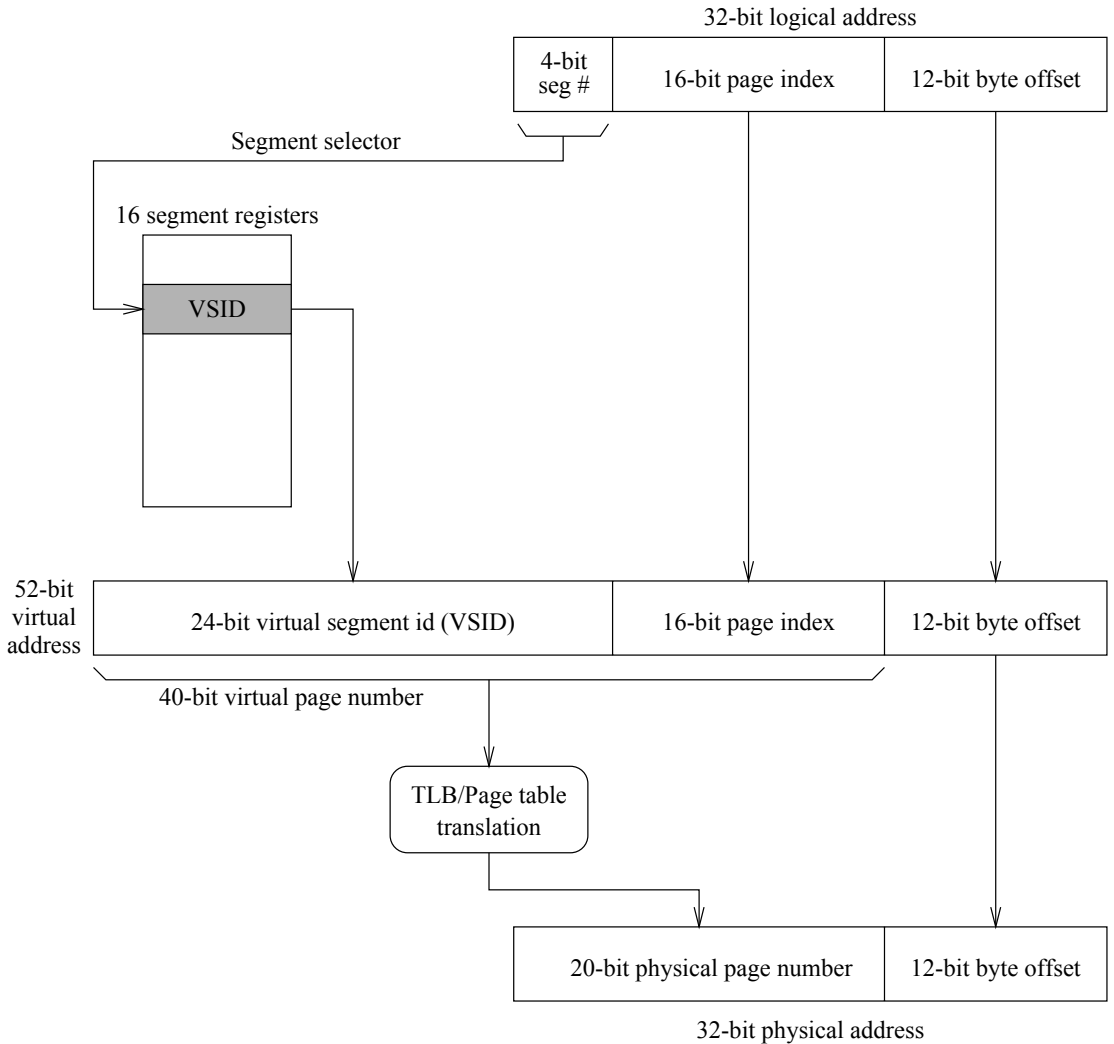 32-bit logical address
4-bit
seg #
16-bit page index
12-bit byte offset
Segment selector
16 segment registers
VSID
52-bit
virtual
address
24-bit virtual segment id (VSID)
16-bit page index
12-bit byte offset
40-bit virtual page number
TLB/Page table
translation
20-bit physical page number
12-bit byte offset
32-bit physical address